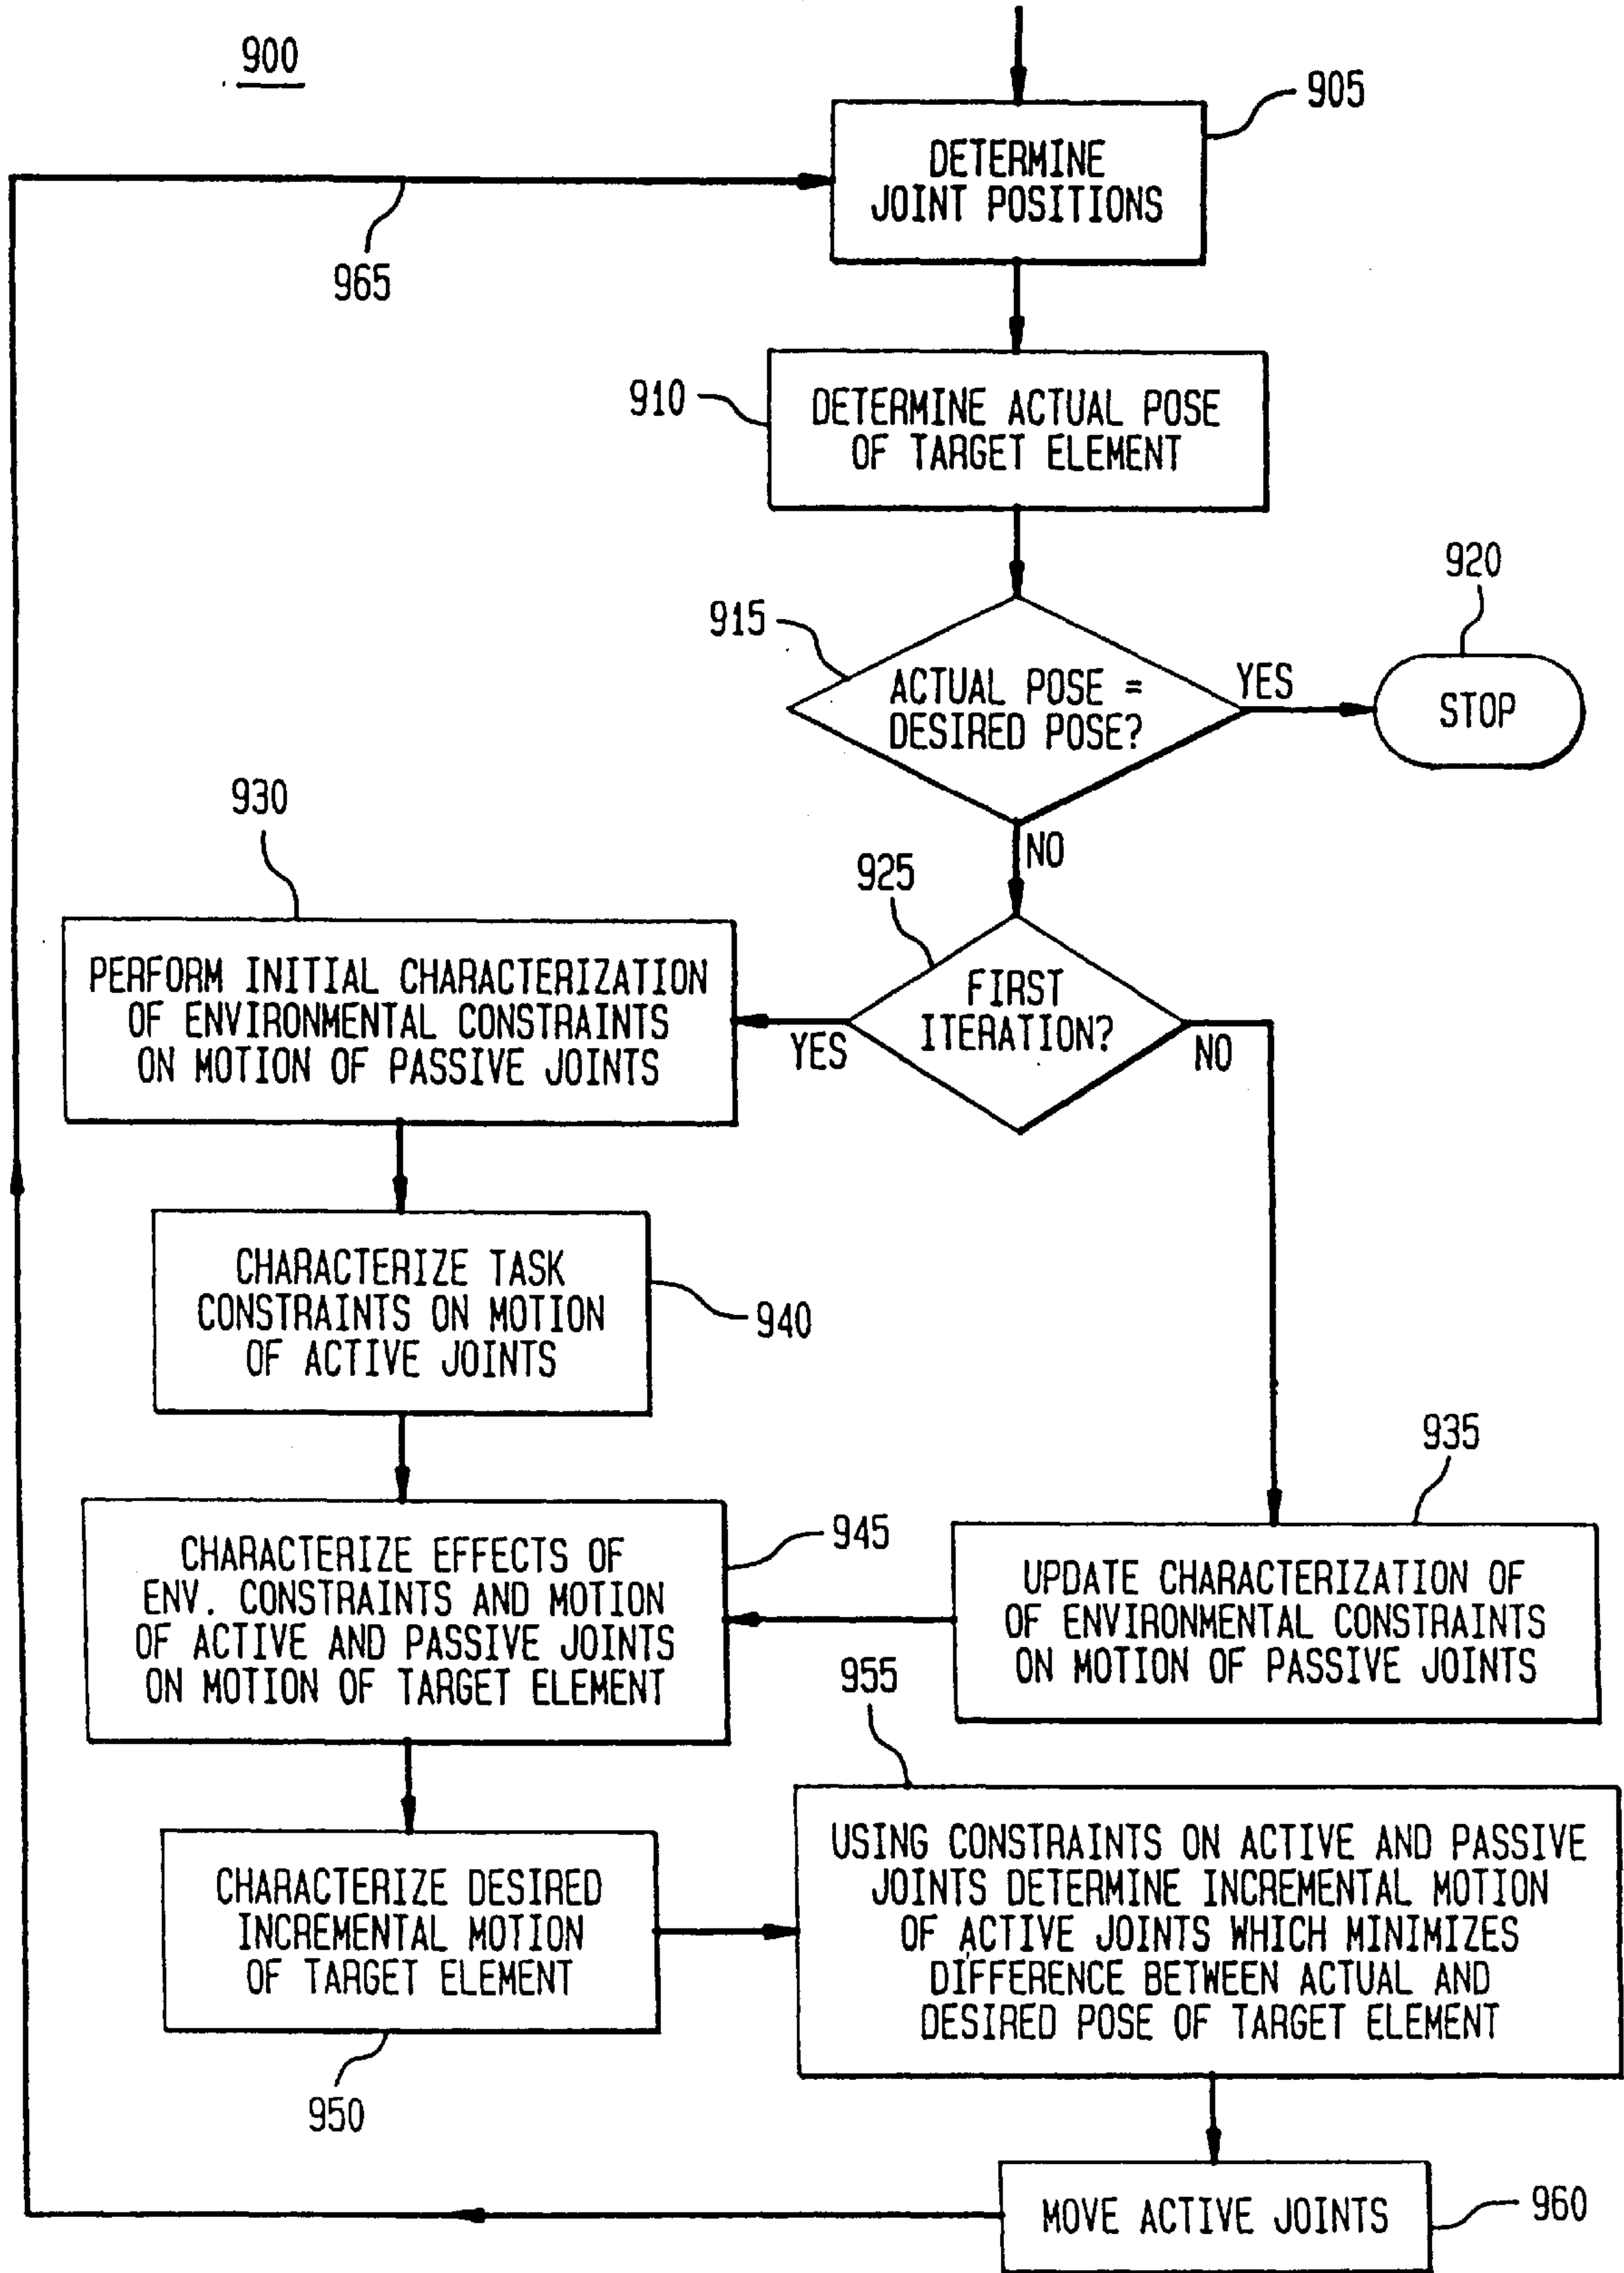 900
905
DETERMINE
JOINT POSITIONS
965
910
DETERMINE ACTUAL POSE
OF TARGET ELEMENT
920
915
ACTUAL POSE =
DESIRED POSE?
YES
STOP
NO
930
925
PERFORM INITIAL CHARACTERIZATION
OF ENVIRONMENTAL CONSTRAINTS
ON MOTION OF PASSIVE JOINTS
FIRST
ITERATION?
YES
NO
CHARACTERIZE TASK
CONSTRAINTS ON MOTION
OF ACTIVE JOINTS
940
935
945
CHARACTERIZE EFFECTS OF
ENV. CONSTRAINTS AND MOTION
OF ACTIVE AND PASSIVE JOINTS
ON MOTION OF TARGET ELEMENT
UPDATE CHARACTERIZATION OF
OF ENVIRONMENTAL CONSTRAINTS
ON MOTION OF PASSIVE JOINTS
955
CHARACTERIZE DESIRED
INCREMENTAL MOTION
OF TARGET ELEMENT
950
USING CONSTRAINTS ON ACTIVE AND PASSIVE
JOINTS DETERMINE INCREMENTAL MOTION
OF ACTIVE JOINTS WHICH MINIMIZES
DIFFERENCE BETWEEN ACTUAL AND
DESIRED POSE OF TARGET ELEMENT
MOVE ACTIVE JOINTS
960